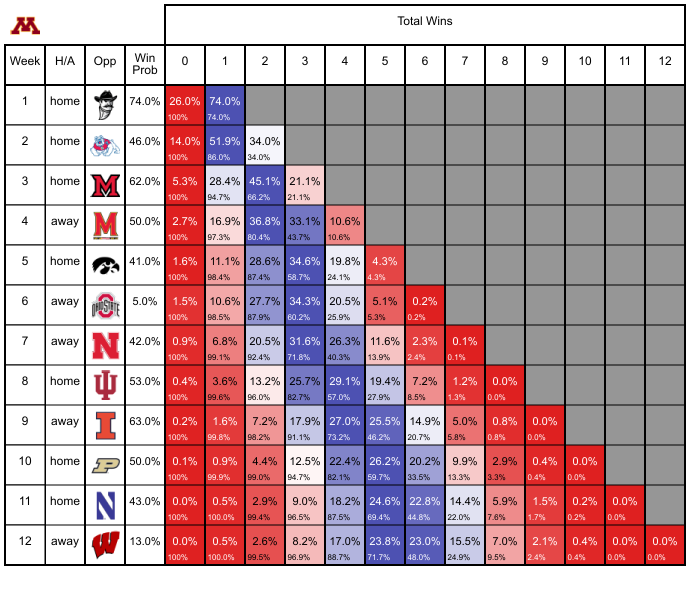 M
Total Wins
Week H/A Opp Win Prob 0 1 2 3 4 5 6 7 8 9 10 11 12
1 home 74.0% 26.0% 74.0%
100% 74.0%
2 home 46.0% 14.0% 51.9% 34.0%
100% 86.0% 34.0%
3 home M 62.0% 5.3% 28.4% 45.1% 21.1%
100% 94.7% 66.2% 21.1%
4 away M 50.0% 2.7% 16.9% 36.8% 33.1% 10.6%
100% 97.3% 80.4% 43.7% 10.6%
5 home 41.0% 1.6% 11.1% 28.6% 34.6% 19.8% 4.3%
100% 98.4% 87.4% 58.7% 24.1% 4.3%
6 away OHIO STATE 5.0% 1.5% 10.6% 27.7% 34.3% 20.5% 5.1% 0.2%
100% 98.5% 87.9% 60.2% 25.9% 5.3% 0.2%
7 away N 42.0% 0.9% 6.8% 20.5% 31.6% 26.3% 11.6% 2.3% 0.1%
100% 99.1% 92.4% 71.8% 40.3% 13.9% 2.4% 0.1%
8 home IU 53.0% 0.4% 3.6% 13.2% 25.7% 29.1% 19.4% 7.2% 1.2% 0.0%
100% 99.6% 96.0% 82.7% 57.0% 27.9% 8.5% 1.3% 0.0%
9 away I 63.0% 0.2% 1.6% 7.2% 17.9% 27.0% 25.5% 14.9% 5.0% 0.8% 0.0%
100% 99.8% 98.2% 91.1% 73.2% 46.2% 20.7% 5.8% 0.8% 0.0%
10 home P 50.0% 0.1% 0.9% 4.4% 12.5% 22.4% 26.2% 20.2% 9.9% 2.9% 0.4% 0.0%
100% 99.9% 99.0% 94.7% 82.1% 59.7% 33.5% 13.3% 3.3% 0.4% 0.0%
11 home N 43.0% 0.0% 0.5% 2.9% 9.0% 18.2% 24.6% 22.8% 14.4% 5.9% 1.5% 0.2% 0.0%
100% 100.0% 99.4% 96.5% 87.5% 69.4% 44.8% 22.0% 7.6% 1.7% 0.2% 0.0%
12 away W 13.0% 0.0% 0.5% 2.6% 8.2% 17.0% 23.8% 23.0% 15.5% 7.0% 2.1% 0.4% 0.0% 0.0%
100% 100.0% 99.5% 96.9% 88.7% 71.7% 48.0% 24.9% 9.5% 2.4% 0.4% 0.0% 0.0%